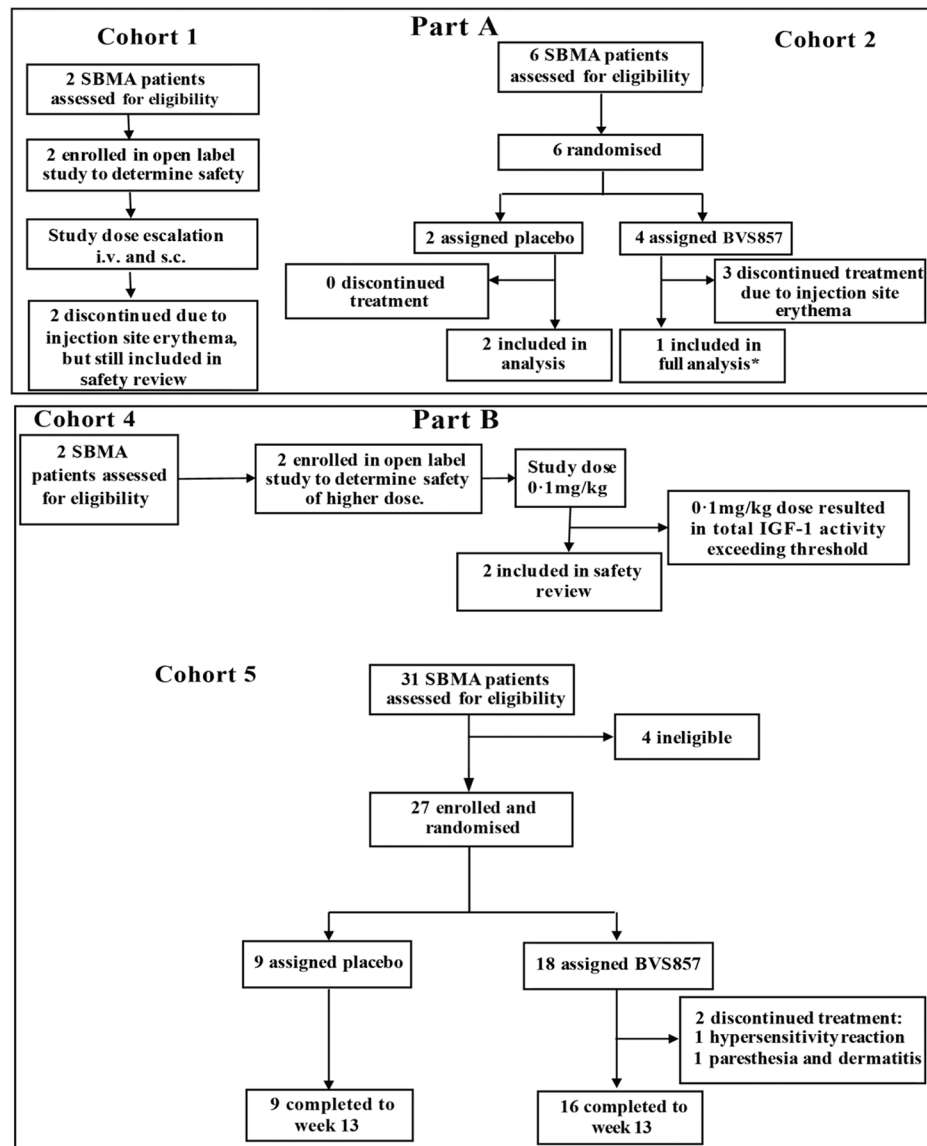 Part A
Cohort 1
2 SBMA patients
assessed for eligibility
2 enrolled in open label
study to determine safety
Study dose escalation
i.v. and s.c.
2 discontinued due to
injection site erythema,
but still included in
safety review
Cohort 2
6 SBMA patients
assessed for eligibility
6 randomised
2 assigned placebo
4 assigned BVS857
0 discontinued
treatment
3 discontinued treatment
due to injection site
erythema
2 included in
analysis
1 included in
full analysis*
Part B
Cohort 4
2 SBMA
patients assessed
for eligibility
2 enrolled in open label
study to determine safety
of higher dose.
Study dose
0·1mg/kg
0·1mg/kg dose resulted
in total IGF-1 activity
exceeding threshold
2 included in safety
review
Cohort 5
31 SBMA patients
assessed for eligibility
4 ineligible
27 enrolled and
randomised
9 assigned placebo
18 assigned BVS857
2 discontinued treatment:
1 hypersensitivity reaction
1 paresthesia and dermatitis
9 completed to
week 13
16 completed to
week 13